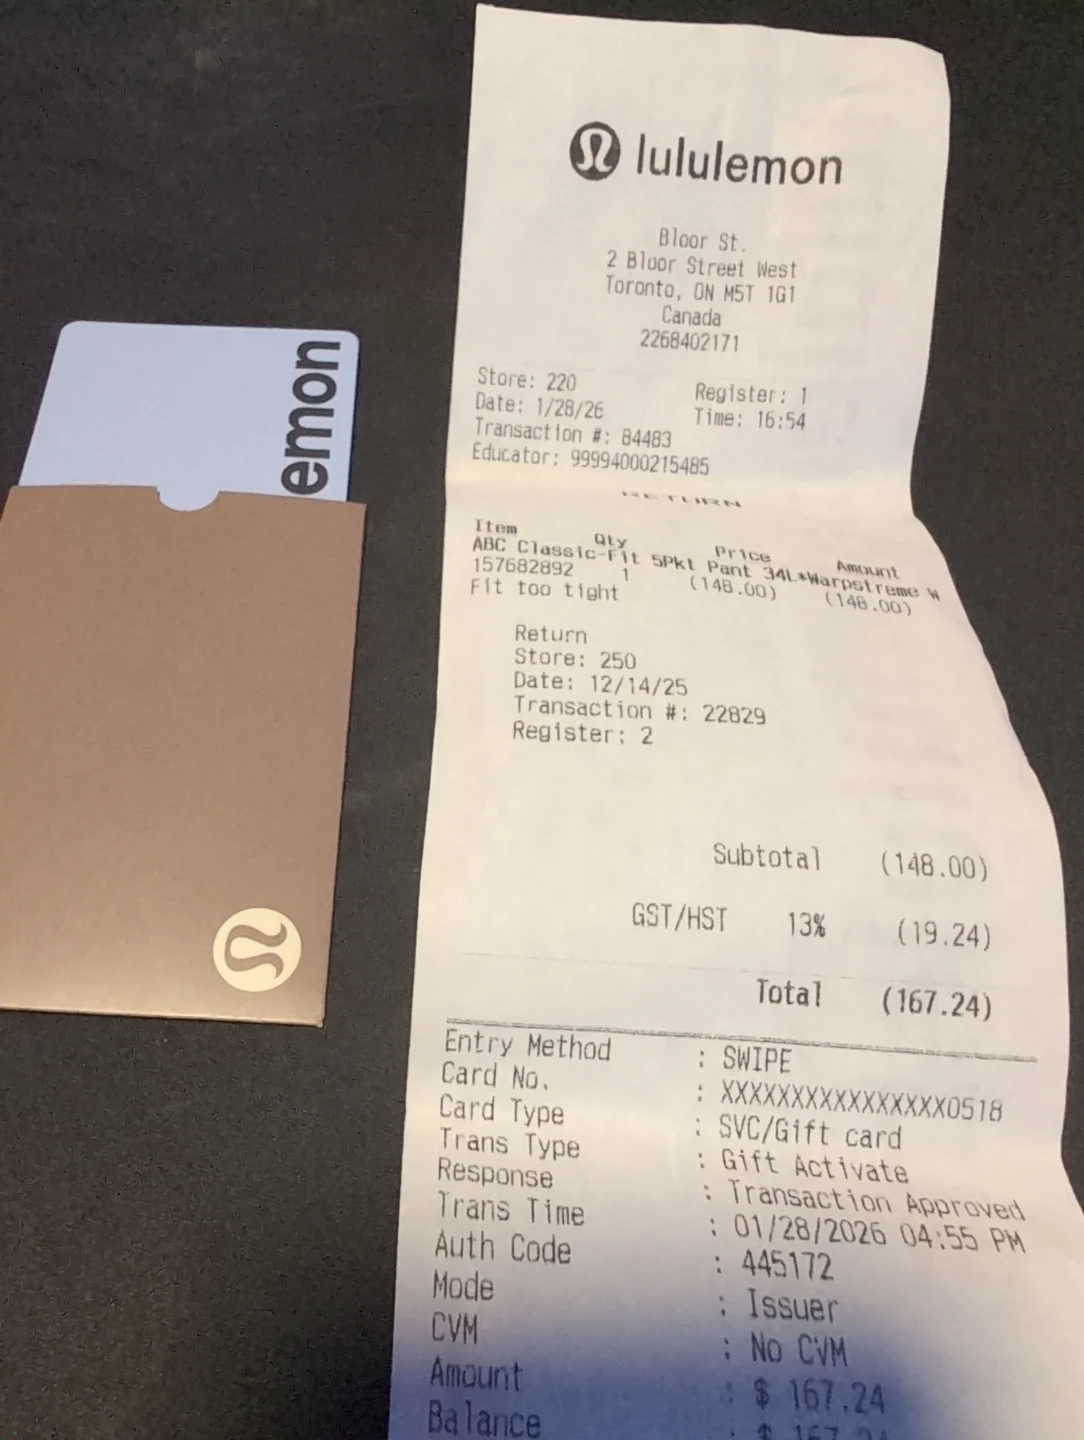 emon
lululemon
Bloor St.
2 Bloor Street West
Toronto, ON M5T 1G1
Canada
2268402171
Store: 220 Register: 1
Date: 1/28/26 Time: 16:54
Transaction #: 84483
Educator: 99994000215485
RETURN
Item Qty Price Amount
ABC Classic-Fit 5Pkt Pant 34L*Warpstreme W
157682892 1 (148.00) (148.00)
Fit too tight
Return
Store: 250
Date: 12/14/25
Transaction #: 22829
Register: 2
Subtotal (148.00)
GST/HST 13% (19.24)
Total (167.24)
Entry Method : SWIPE
Card No. : XXXXXXXXXXXXXXXX0518
Card Type : SVC/Gift card
Trans Type : Gift Activate
Response : Transaction Approved
Trans Time : 01/28/2026 04:55 PM
Auth Code : 445172
Mode : Issuer
CVM : No CVM
Amount : $ 167.24
Balance : $ 167.24